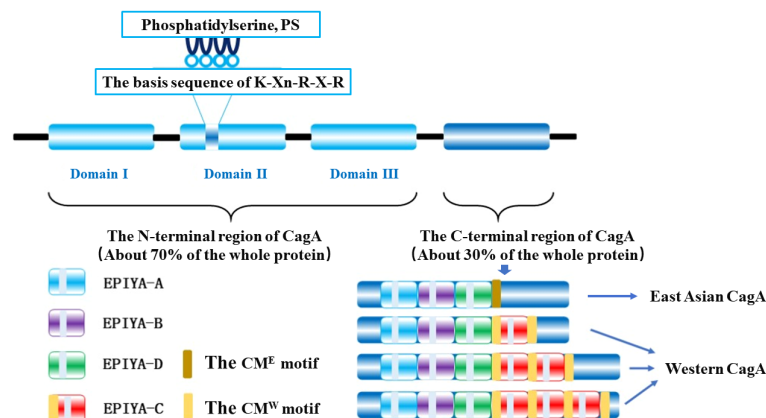 Phosphatidylserine, PS
The basis sequence of K-Xn-R-X-R
Domain I
Domain II
Domain III
The N-terminal region of CagA
(About 70% of the whole protein)
The C-terminal region of CagA
(About 30% of the whole protein)
EPIYA-A
EPIYA-B
EPIYA-D
The CMᴱ motif
EPIYA-C
The CMᵂ motif
East Asian CagA
Western CagA